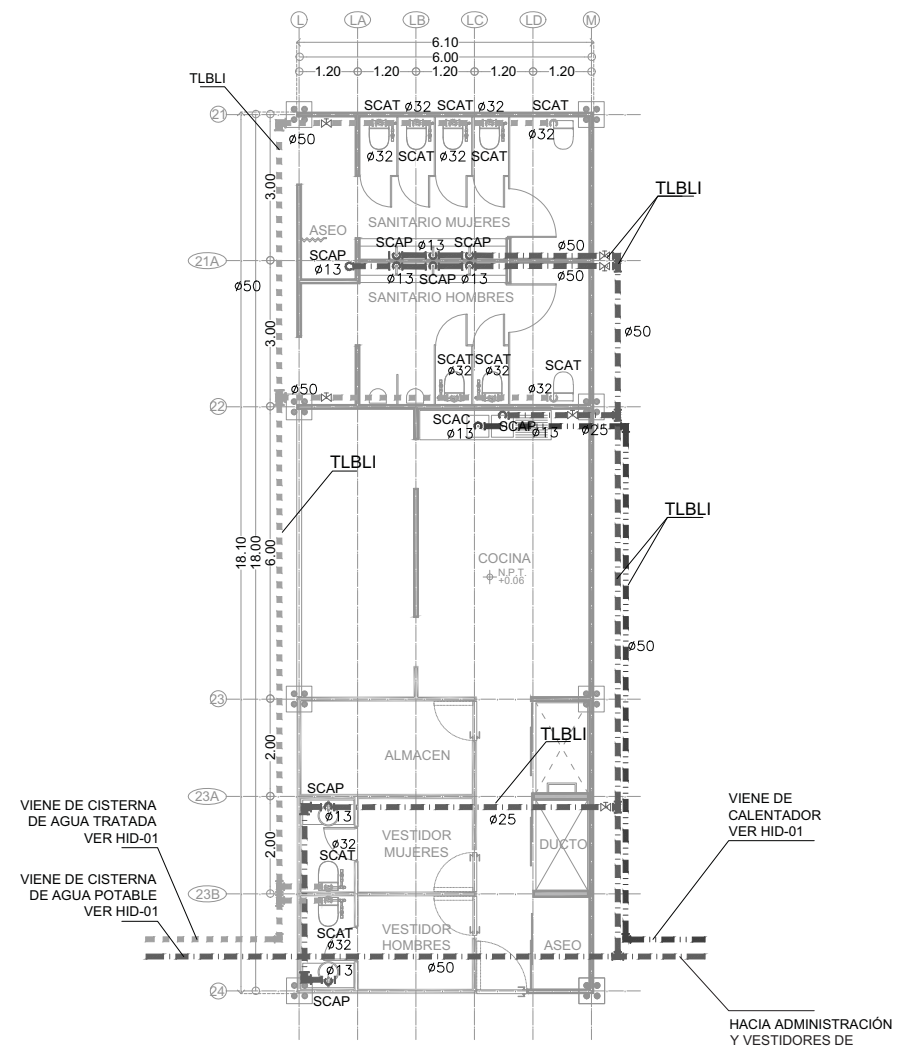 L LA LB LC LD M
6.10
6.00
1.20 1.20 1.20 1.20 1.20
TLBLI
21
SCAT ø32 SCAT ø32 SCAT
ø50
ø32 SCAT ø32 SCAT
ø32
TLBLI
3.00
SANITARIO MUJERES
ASEO
SCAP ø13 SCAP
ø50
21A
SCAP
ø13
ø13 SCAP ø13
ø50
ø50
SANITARIO HOMBRES
3.00
ø50
SCAT SCAT
ø32 ø32
SCAT
ø50
ø32
22
SCAC
ø13
SCAP
ø13
ø25
TLBLI
TLBLI
18.10
18.00
6.00
COCINA
N.P.T.
+0.06
ø50
23
TLBLI
2.00
ALMACEN
SCAP
23A
ø13
ø25
VIENE DE CISTERNA
DE AGUA TRATADA
VER HID-01
VIENE DE
CALENTADOR
VER HID-01
2.00
ø32
SCAT
VESTIDOR
MUJERES
DUCTO
VIENE DE CISTERNA
DE AGUA POTABLE
VER HID-01
23B
SCAT
ø32
VESTIDOR
HOMBRES
ASEO
ø13
ø50
24
SCAP
HACIA ADMINISTRACIÓN
Y VESTIDORES DE